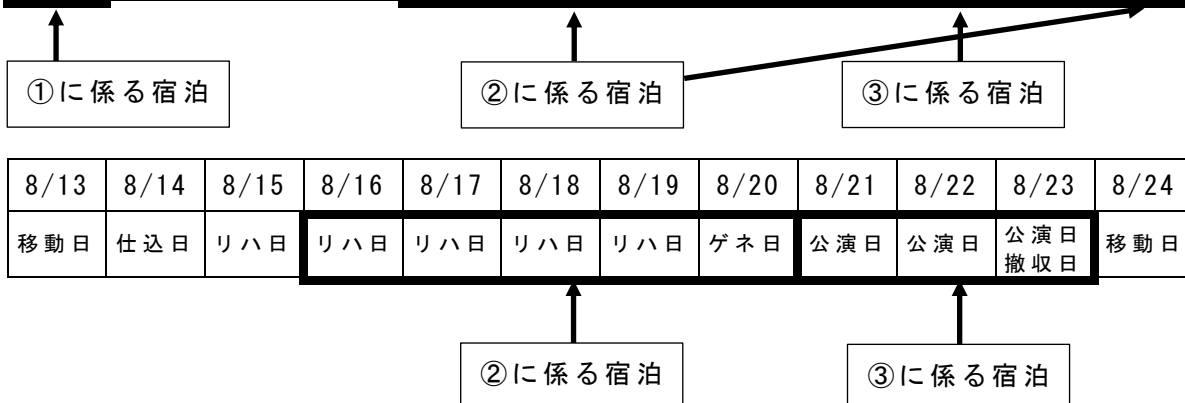 ①に係る宿泊 ②に係る宿泊 ③に係る宿泊
8/13 8/14 8/15 8/16 8/17 8/18 8/19 8/20 8/21 8/22 8/23 8/24
移動日 仕込日 リハ日 リハ日 リハ日 リハ日 リハ日 ゲネ日 公演日 公演日 公演日 移動日
撤収日
②に係る宿泊 ③に係る宿泊